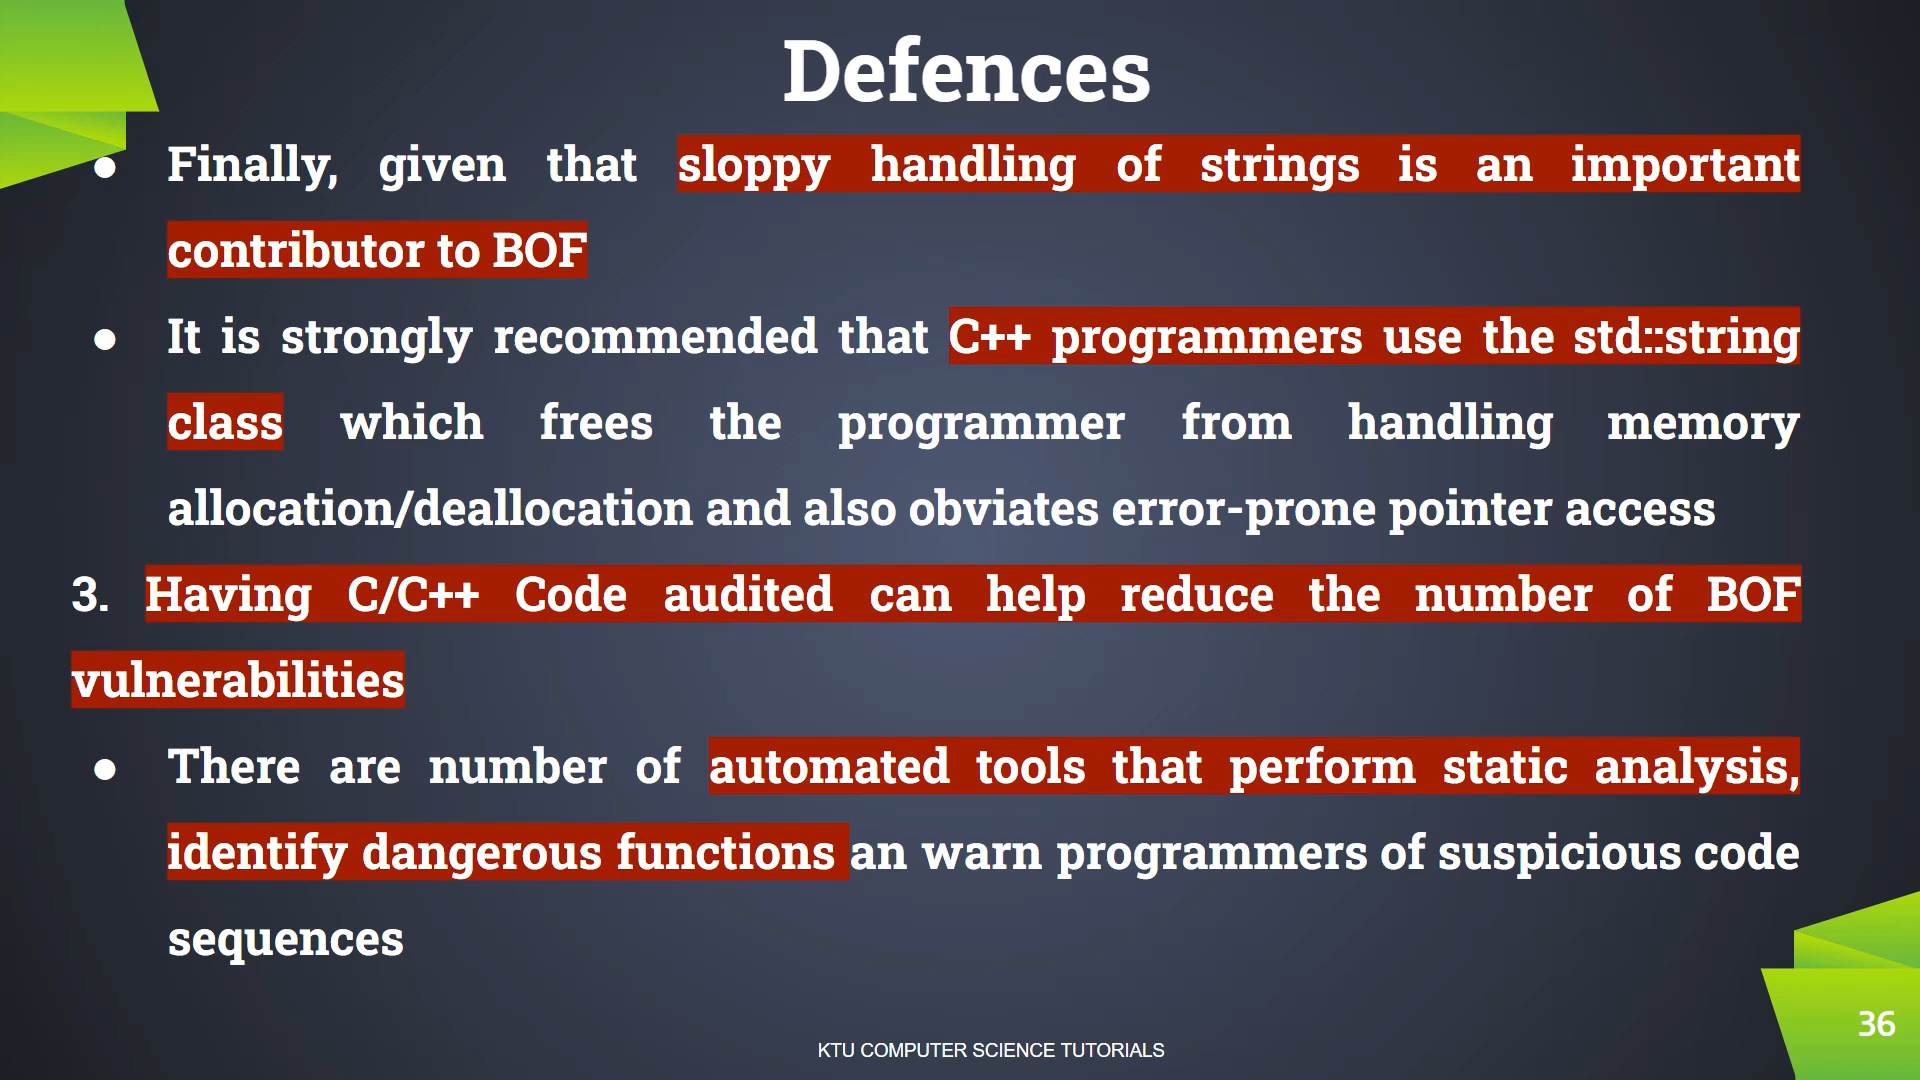 Defences
● Finally, given that sloppy handling of strings is an important
contributor to BOF
● It is strongly recommended that C++ programmers use the std::string
class which frees the programmer from handling memory
allocation/deallocation and also obviates error-prone pointer access
3. Having C/C++ Code audited can help reduce the number of BOF
vulnerabilities
● There are number of automated tools that perform static analysis,
identify dangerous functions an warn programmers of suspicious code
sequences
36
KTU COMPUTER SCIENCE TUTORIALS